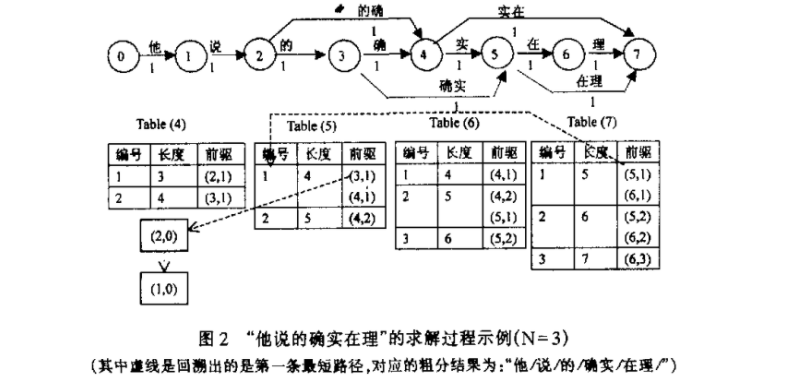 的确 实在
0 他 1 说 2 的 3 确 4 实 5 在 6 理 7
1 1 1 1 1 1 1 1 1
确实 在理
1 1
Table (4) Table (5) Table (6) Table (7)
编号 长度 前驱
1 3 (2,1)
2 4 (3,1)
(2,0)
(1,0)
编号 长度 前驱
1 4 (3,1)
(4,1)
2 5 (4,2)
编号 长度 前驱
1 4 (4,1)
2 5 (4,2)
(5,1)
3 6 (5,2)
编号 长度 前驱
1 5 (5,1)
(6,1)
2 6 (5,2)
(6,2)
3 7 (6,3)
图 2 “他说的确实在理”的求解过程示例(N=3)
(其中虚线是回溯出的是第一条最短路径,对应的粗分结果为:“他/说/的/确实/在理/”)